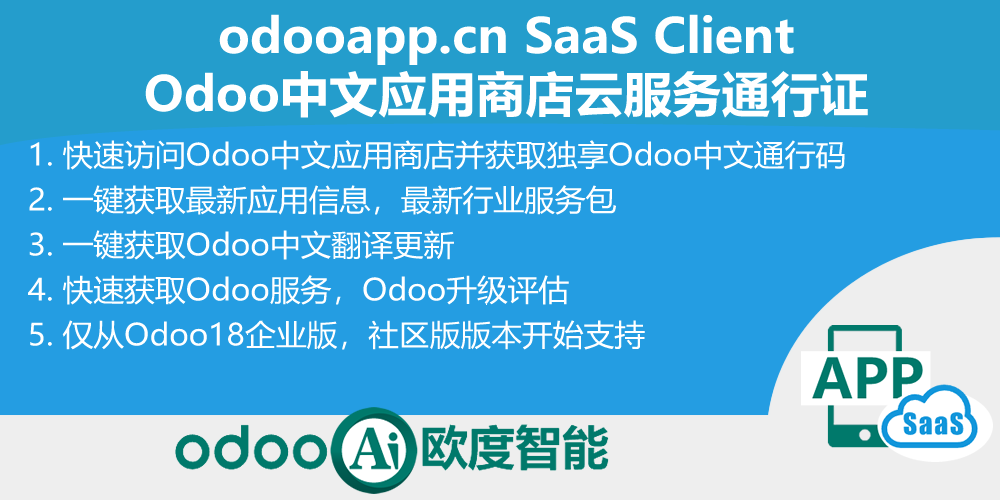 odooapp.cn SaaS Client
Odoo中文应用商店云服务通行证
1. 快速访问Odoo中文应用商店并获取独享Odoo中文通行码
2. 一键获取最新应用信息，最新行业服务包
3. 一键获取Odoo中文翻译更新
4. 快速获取Odoo服务，Odoo升级评估
5. 仅从Odoo18企业版，社区版版本开始支持
APP
SaaS
odoo Ai 欧度智能